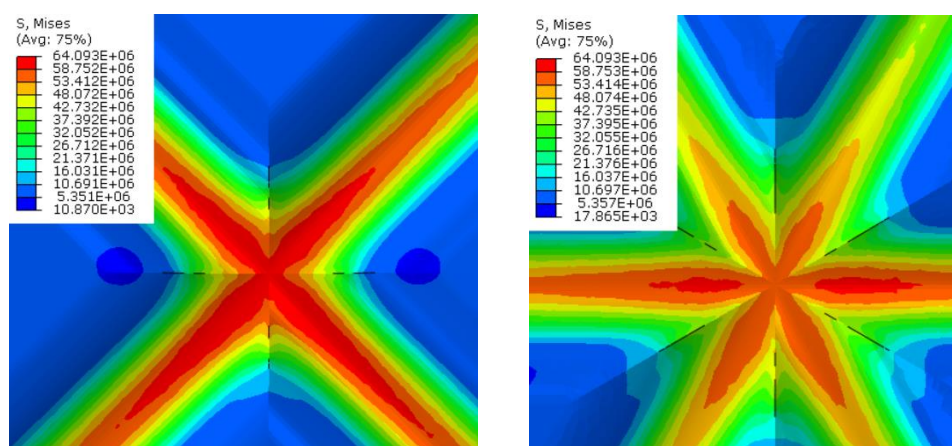 S, Mises
(Avg: 75%)
64.093E+06
58.752E+06
53.412E+06
48.072E+06
42.732E+06
37.392E+06
32.052E+06
26.712E+06
21.371E+06
16.031E+06
10.691E+06
5.351E+06
10.870E+03
S, Mises
(Avg: 75%)
64.093E+06
58.753E+06
53.414E+06
48.074E+06
42.735E+06
37.395E+06
32.055E+06
26.716E+06
21.376E+06
16.037E+06
10.697E+06
5.357E+06
17.865E+03